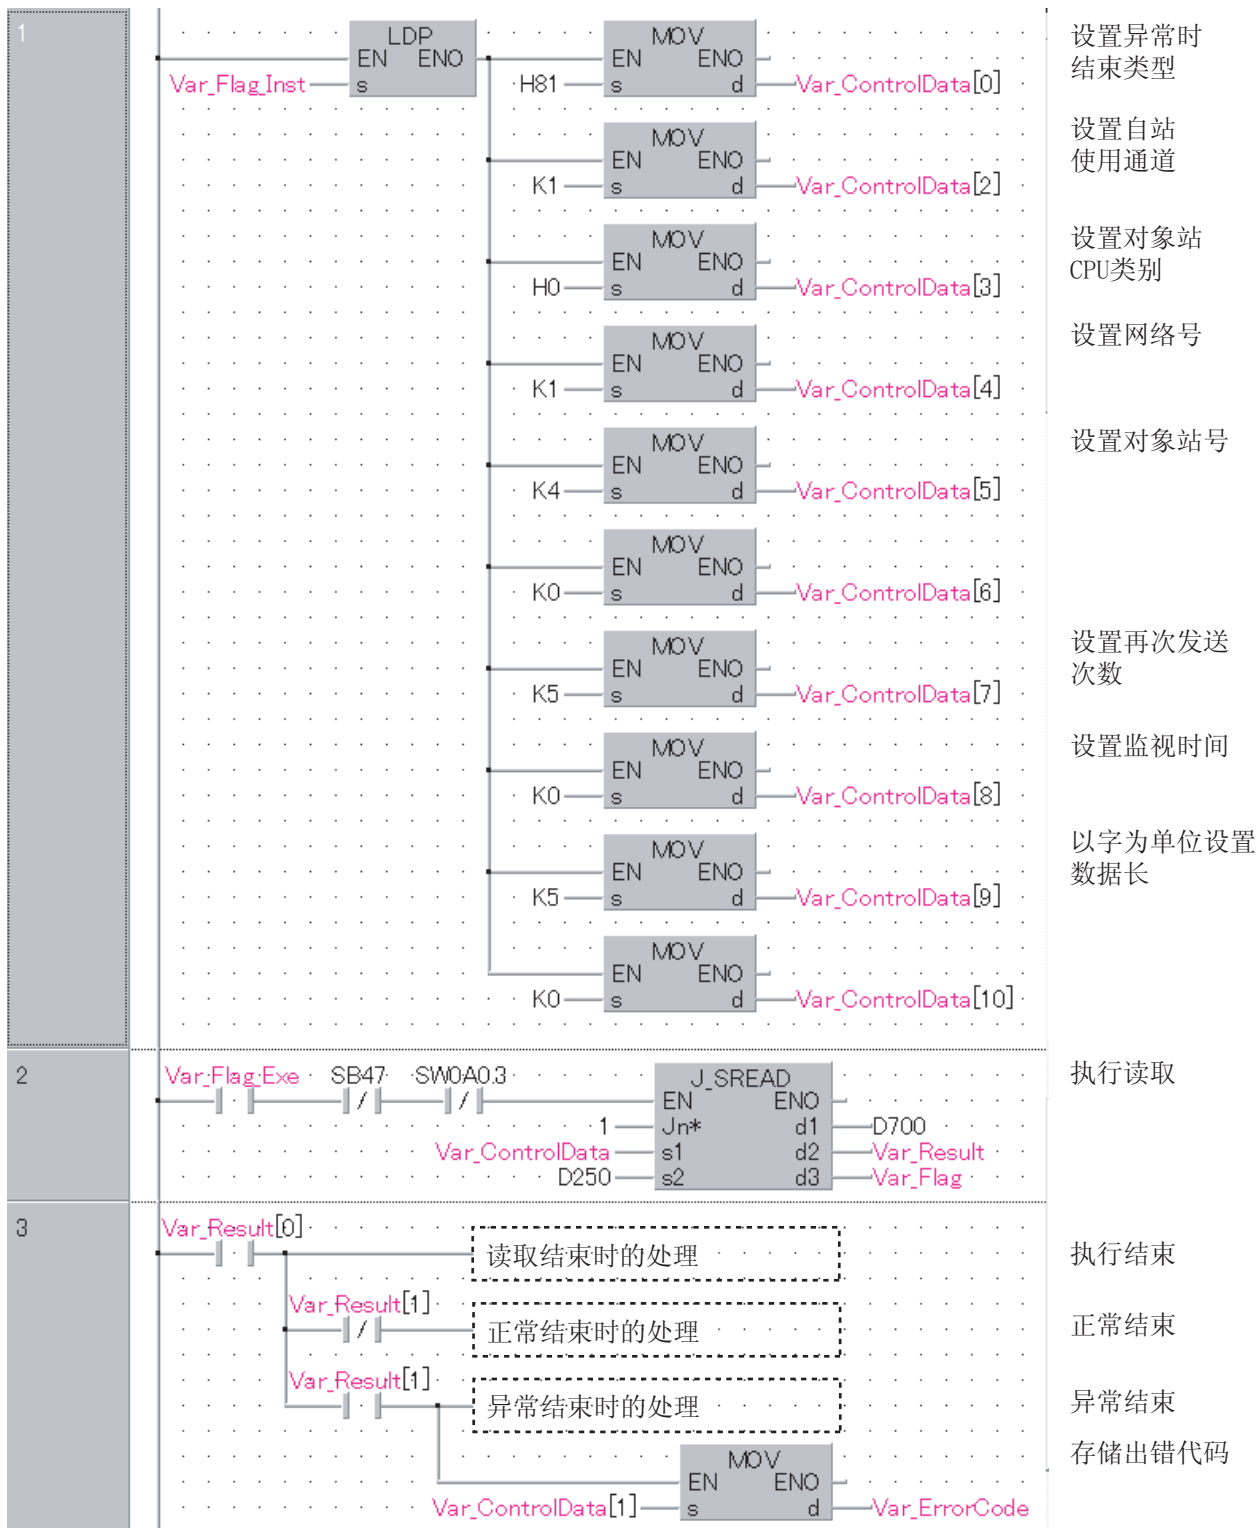 1
LDP
EN ENO
Var_Flag_Inst s
MOV
EN ENO
H81 s d Var_ControlData[0]
设置异常时
结束类型
MOV
EN ENO
K1 s d Var_ControlData[2]
设置自站
使用通道
MOV
EN ENO
H0 s d Var_ControlData[3]
设置对象站
CPU类别
MOV
EN ENO
K1 s d Var_ControlData[4]
设置网络号
MOV
EN ENO
K4 s d Var_ControlData[5]
设置对象站号
MOV
EN ENO
K0 s d Var_ControlData[6]
MOV
EN ENO
K5 s d Var_ControlData[7]
设置再次发送
次数
MOV
EN ENO
K0 s d Var_ControlData[8]
设置监视时间
MOV
EN ENO
K5 s d Var_ControlData[9]
以字为单位设置
数据长
MOV
EN ENO
K0 s d Var_ControlData[10]
2
Var_Flag_Exe SB47 SW0A0.3
J_SREAD
EN ENO
1 Jn* d1 D700
Var_ControlData s1 d2 Var_Result
D250 s2 d3 Var_Flag
执行读取
3
Var_Result[0]
读取结束时的处理
执行结束
Var_Result[1]
正常结束时的处理
正常结束
Var_Result[1]
异常结束时的处理
异常结束
存储出错代码
MOV
EN ENO
Var_ControlData[1] s d Var_ErrorCode